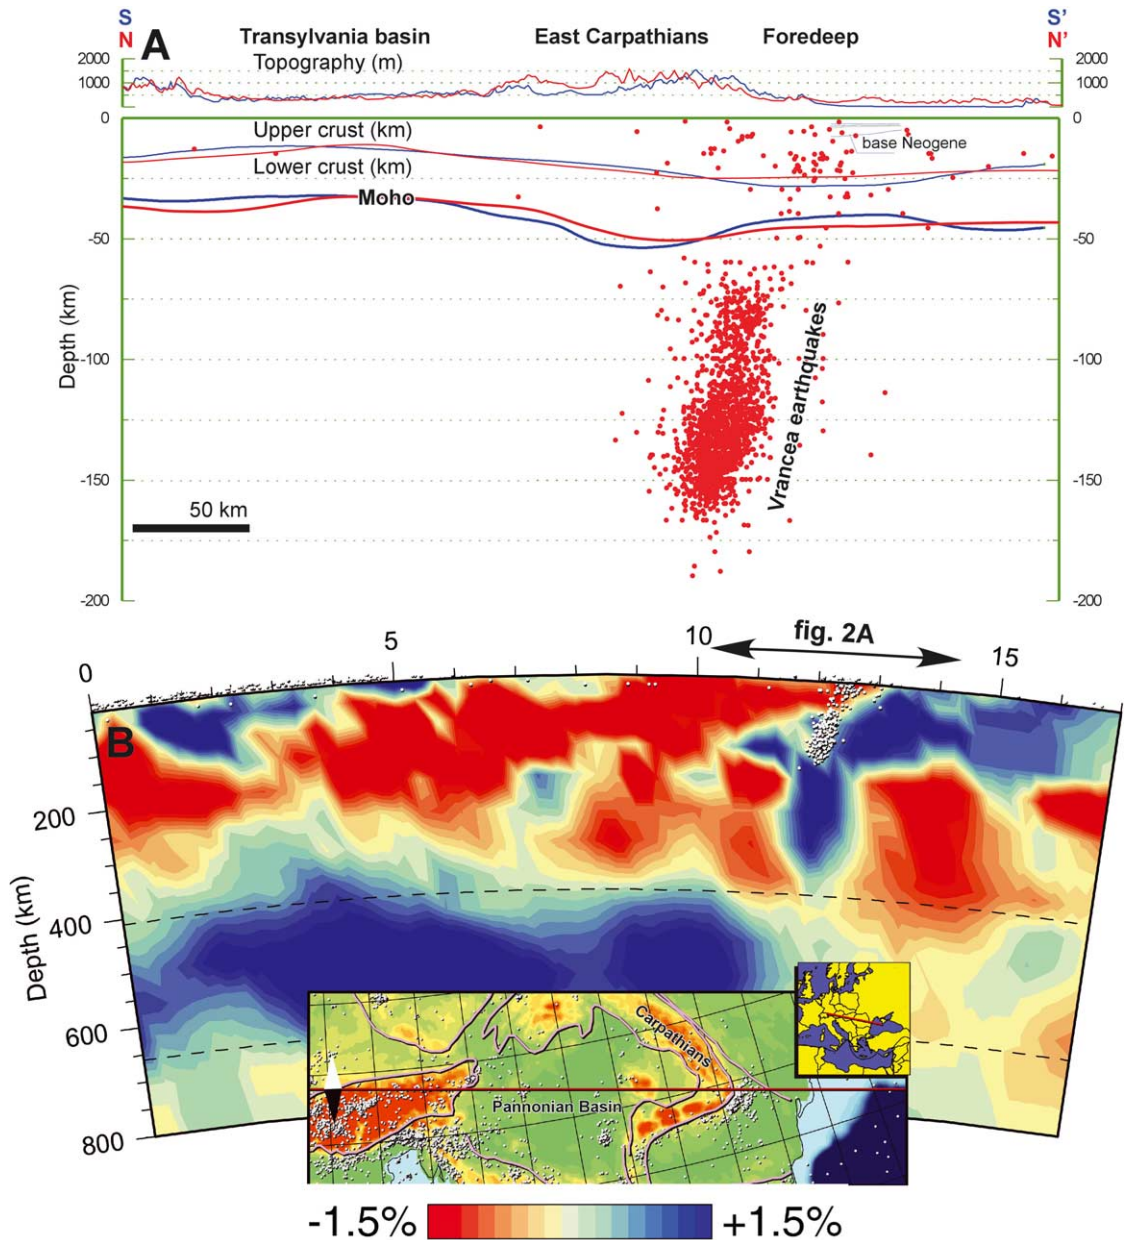 S S'
N A N'
Transylvania basin East Carpathians Foredeep
2000 Topography (m) 2000
1000 1000
0 0
Upper crust (km)
base Neogene
Lower crust (km)
Moho
-50 -50
Depth (km)
-100 -100
Vrancea earthquakes
-150 -150
50 km
-200 -200
fig. 2A
0 5 10 15
B
200
400
Depth (km)
600
800
Carpathians
Pannonian Basin
-1.5% +1.5%